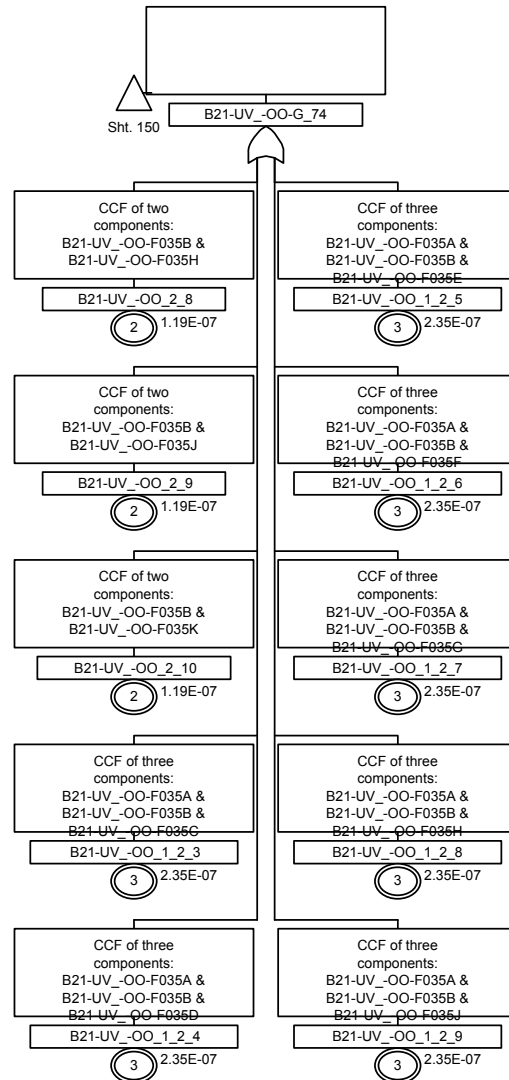 Sht. 150
B21-UV_-OO-G_74
CCF of two
components:
B21-UV_-OO-F035B &
B21-UV_-OO-F035H
B21-UV_-OO_2_8
2
1.19E-07
CCF of two
components:
B21-UV_-OO-F035B &
B21-UV_-OO-F035J
B21-UV_-OO_2_9
2
1.19E-07
CCF of two
components:
B21-UV_-OO-F035B &
B21-UV_-OO-F035K
B21-UV_-OO_2_10
2
1.19E-07
CCF of three
components:
B21-UV_-OO-F035A &
B21-UV_-OO-F035B &
B21-UV_-OO-F035C
B21-UV_-OO_1_2_3
3
2.35E-07
CCF of three
components:
B21-UV_-OO-F035A &
B21-UV_-OO-F035B &
B21-UV_-OO-F035D
B21-UV_-OO_1_2_4
3
2.35E-07
CCF of three
components:
B21-UV_-OO-F035A &
B21-UV_-OO-F035B &
B21-UV_-OO-F035E
B21-UV_-OO_1_2_5
3
2.35E-07
CCF of three
components:
B21-UV_-OO-F035A &
B21-UV_-OO-F035B &
B21-UV_-OO-F035F
B21-UV_-OO_1_2_6
3
2.35E-07
CCF of three
components:
B21-UV_-OO-F035A &
B21-UV_-OO-F035B &
B21-UV_-OO-F035G
B21-UV_-OO_1_2_7
3
2.35E-07
CCF of three
components:
B21-UV_-OO-F035A &
B21-UV_-OO-F035B &
B21-UV_-OO-F035H
B21-UV_-OO_1_2_8
3
2.35E-07
CCF of three
components:
B21-UV_-OO-F035A &
B21-UV_-OO-F035B &
B21-UV_-OO-F035J
B21-UV_-OO_1_2_9
3
2.35E-07